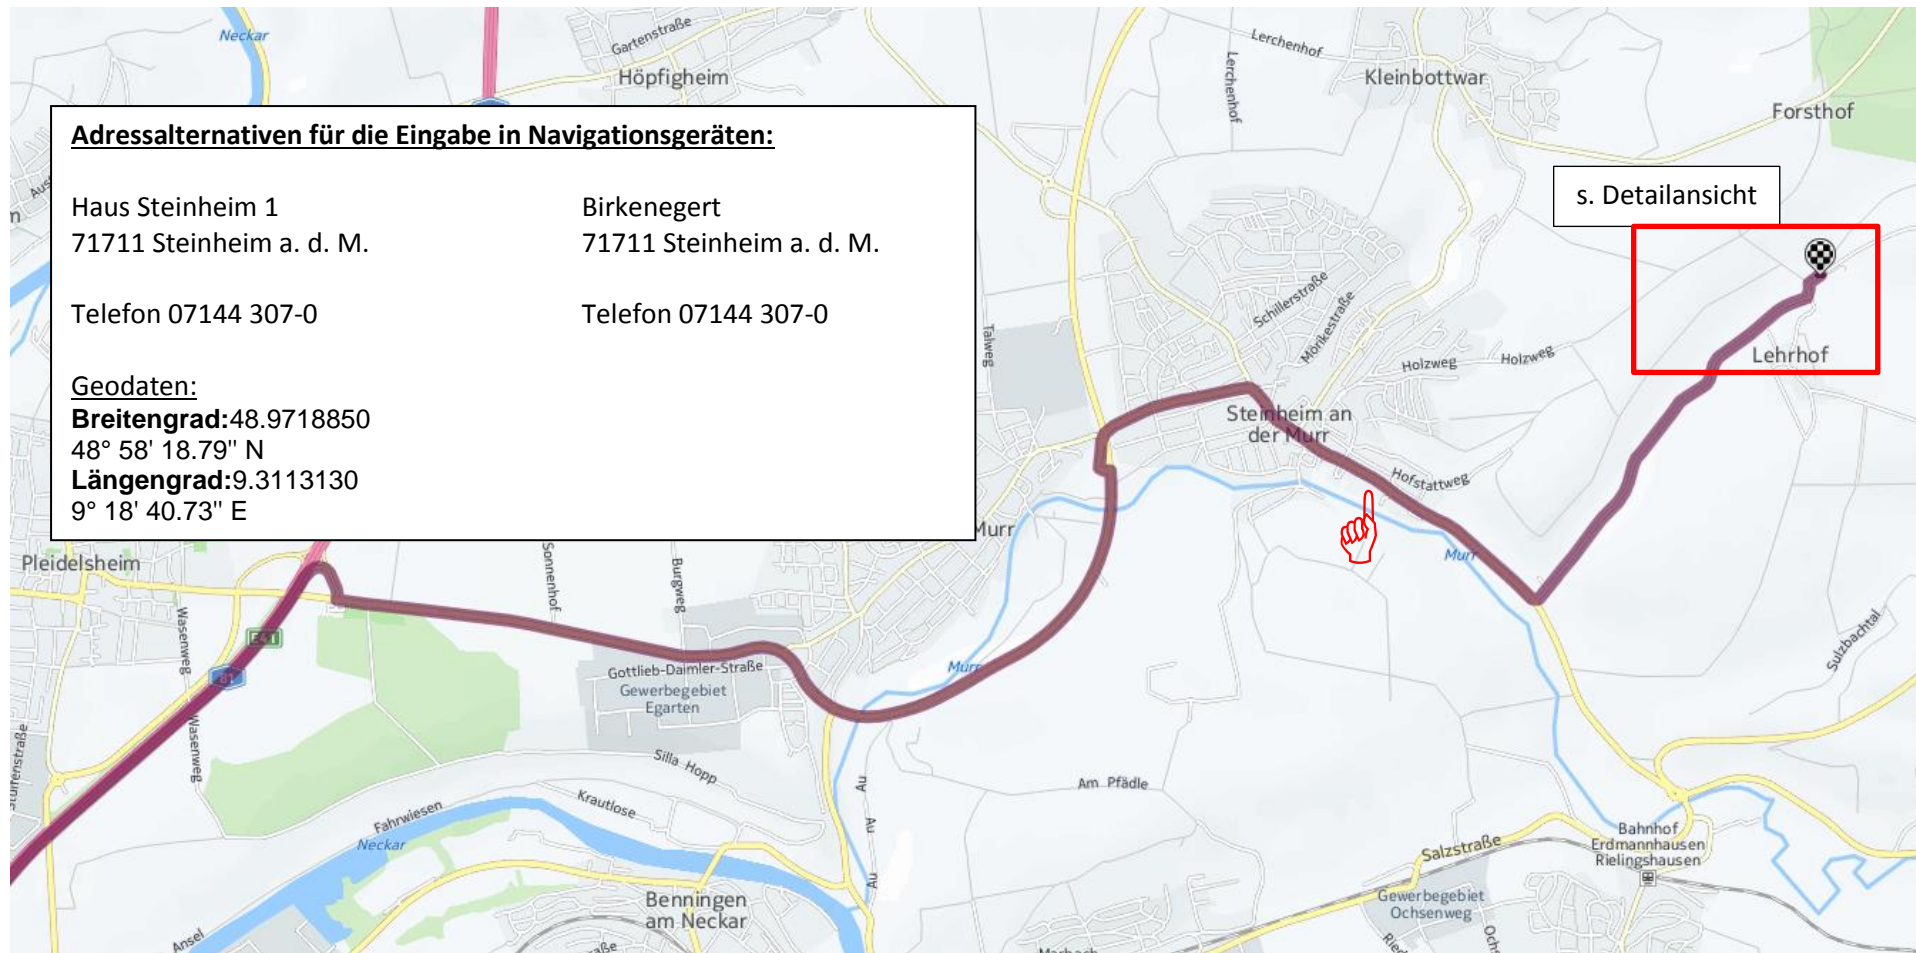 Neckar
Gartenstraße
Höpfigheim
Lerchenhof
Lerchenhof
Kleinbottwar
Forsthof
Adressalternativen für die Eingabe in Navigationsgeräten:
Haus Steinheim 1
71711 Steinheim a. d. M.
Telefon 07144 307-0
Birkenegert
71711 Steinheim a. d. M.
Telefon 07144 307-0
Geodaten:
Breitengrad:48.9718850
48° 58' 18.79" N
Längengrad:9.3113130
9° 18' 40.73" E
s. Detailansicht
Schillerstraße
Mörikestraße
Talweg
Holzweg
Holzweg
Lehrhof
Steinheim an
der Murr
Hofstattweg
Murr
Murr
Pleidelsheim
Sonnenhof
Burgweg
Wasenweg
E41
81
Gottlieb-Daimler-Straße
Gewerbegebiet
Egarten
Murr
Sulzbachtal
Wasenweg
Silla Hopp
Au
Am Pfädle
Krautlose
Fahrwiesen
Neckar
Au
Salzstraße
Bahnhof
Erdmannhausen
Rielingshausen
Au
Benningen
am Neckar
Gewerbegebiet
Ochsenweg
Ansel